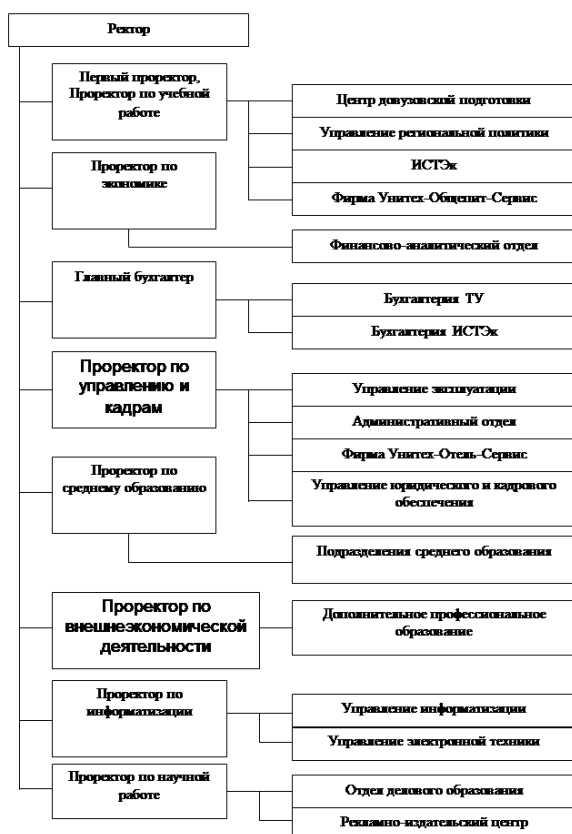 Ректор
Первый проректор,
Проректор по учебной
работе
Центр довузовской подготовки
Управление региональной политики
ИСТЭк
Фирма Унитех-Общепит-Сервис
Проректор по
экономике
Финансово-аналитический отдел
Главный бухгалтер
Бухгалтерия ТУ
Бухгалтерия ИСТЭк
Проректор по
управлению и
кадрам
Управление эксплуатации
Административный отдел
Фирма Унитех-Отель-Сервис
Управление юридического и кадрового
обеспечения
Проректор по
среднему образованию
Подразделения среднего образования
Проректор по
внешнеэкономической
деятельности
Дополнительное профессиональное
образование
Проректор по
информатизации
Управление информатизации
Управление электронной техники
Проректор по научной
работе
Отдел делового образования
Рекламно-издательский центр